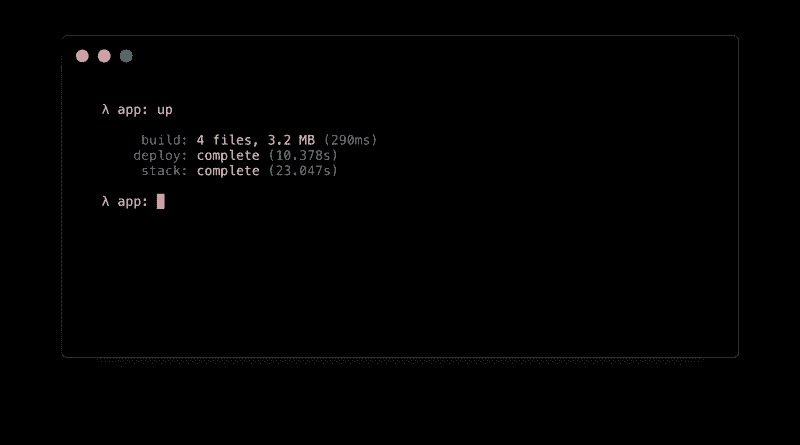 λ app: up
build: 4 files, 3.2 MB (290ms)
deploy: complete (10.378s)
stack: complete (23.047s)
λ app: